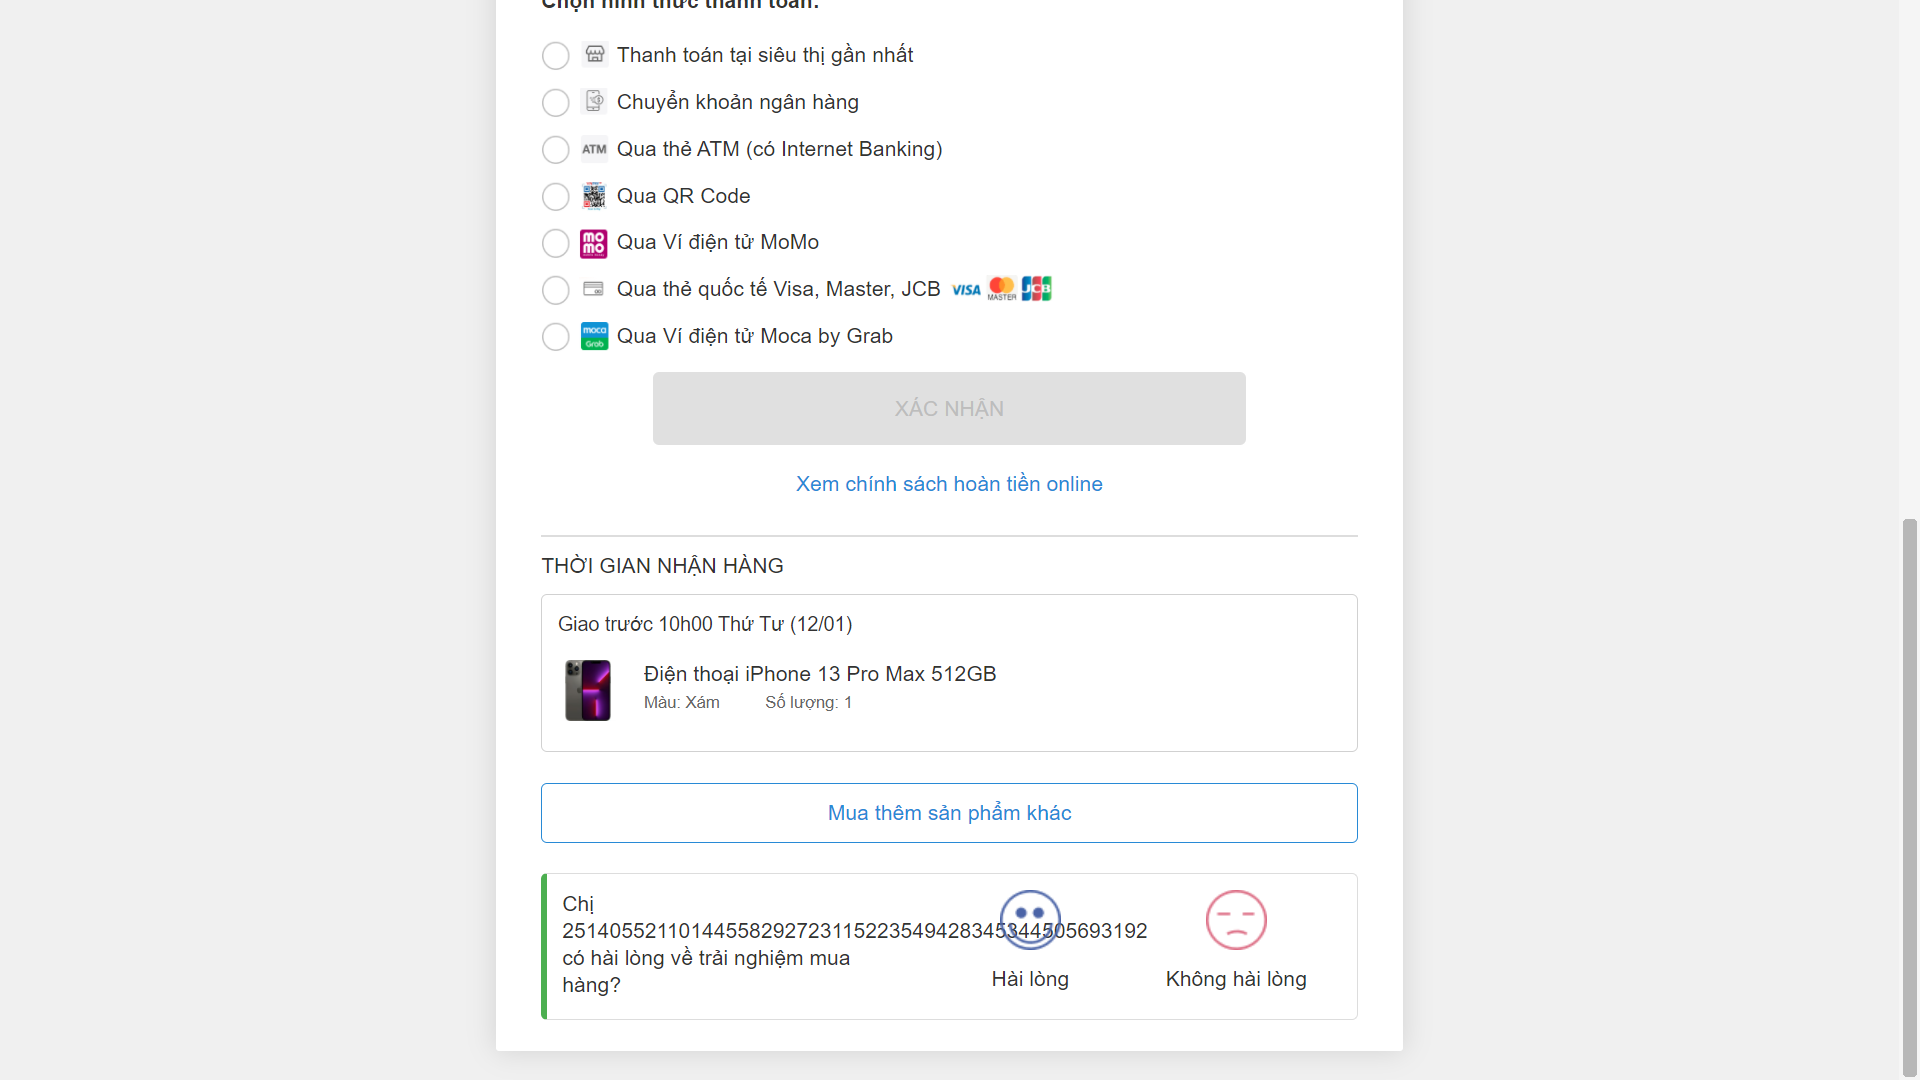 Chọn hình thức thanh toán:
Thanh toán tại siêu thị gần nhất
Chuyển khoản ngân hàng
ATM Qua thẻ ATM (có Internet Banking)
Qua QR Code
mo mo Qua Ví điện tử MoMo
Qua thẻ quốc tế Visa, Master, JCB VISA MASTER JCB
moca Grab Qua Ví điện tử Moca by Grab
XÁC NHẬN
Xem chính sách hoàn tiền online
THỜI GIAN NHẬN HÀNG
Giao trước 10h00 Thứ Tư (12/01)
Điện thoại iPhone 13 Pro Max 512GB
Màu: Xám Số lượng: 1
Mua thêm sản phẩm khác
Chị
2514055211014455829272311522354942834534450569​3192
có hài lòng về trải nghiệm mua
hàng?
Hài lòng
Không hài lòng